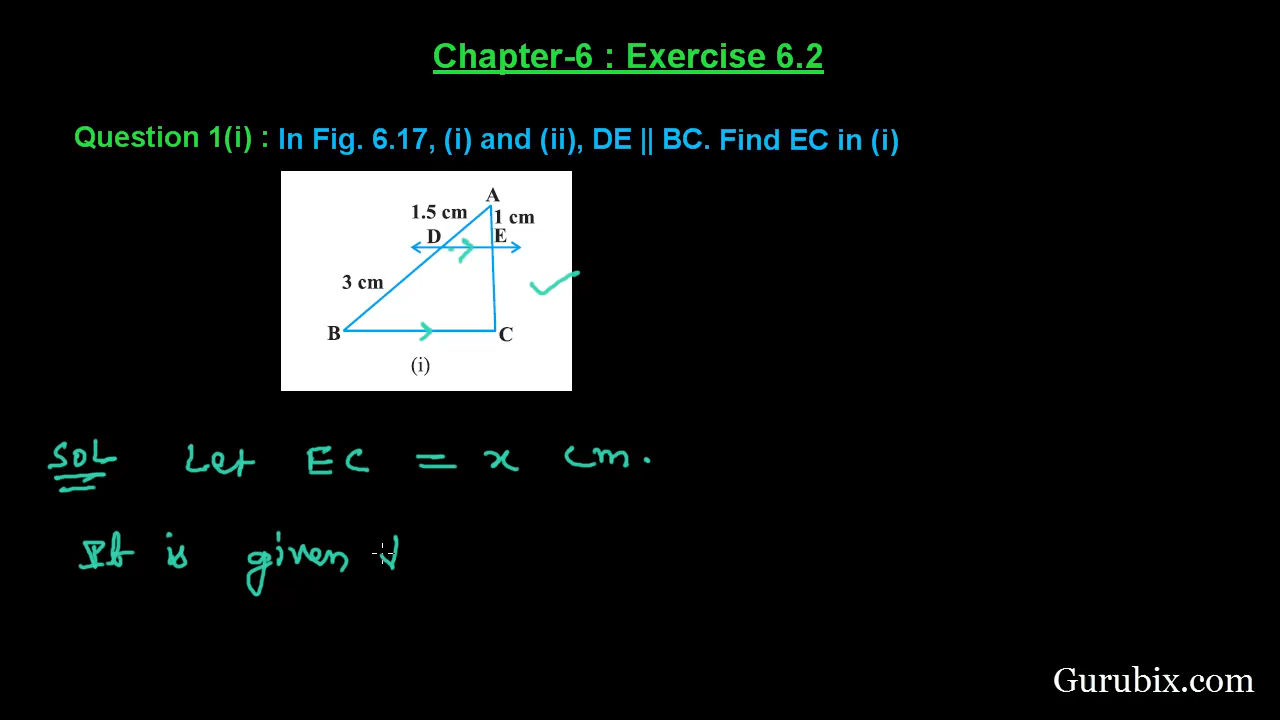 Chapter-6 : Exercise 6.2
Question 1(i) : In Fig. 6.17, (i) and (ii), DE || BC. Find EC in (i)
A
1.5 cm 1 cm
D E
3 cm
B C
(i)
SOL Let EC = x cm.
It is given
Gurubix.com